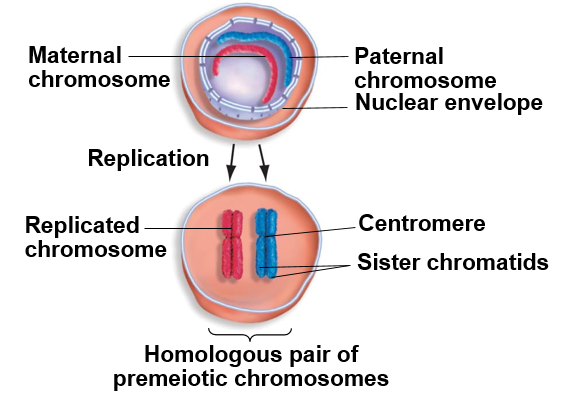 Maternal
chromosome
Paternal
chromosome
Nuclear envelope
Replication
Replicated
chromosome
Centromere
Sister chromatids
Homologous pair of
premeiotic chromosomes